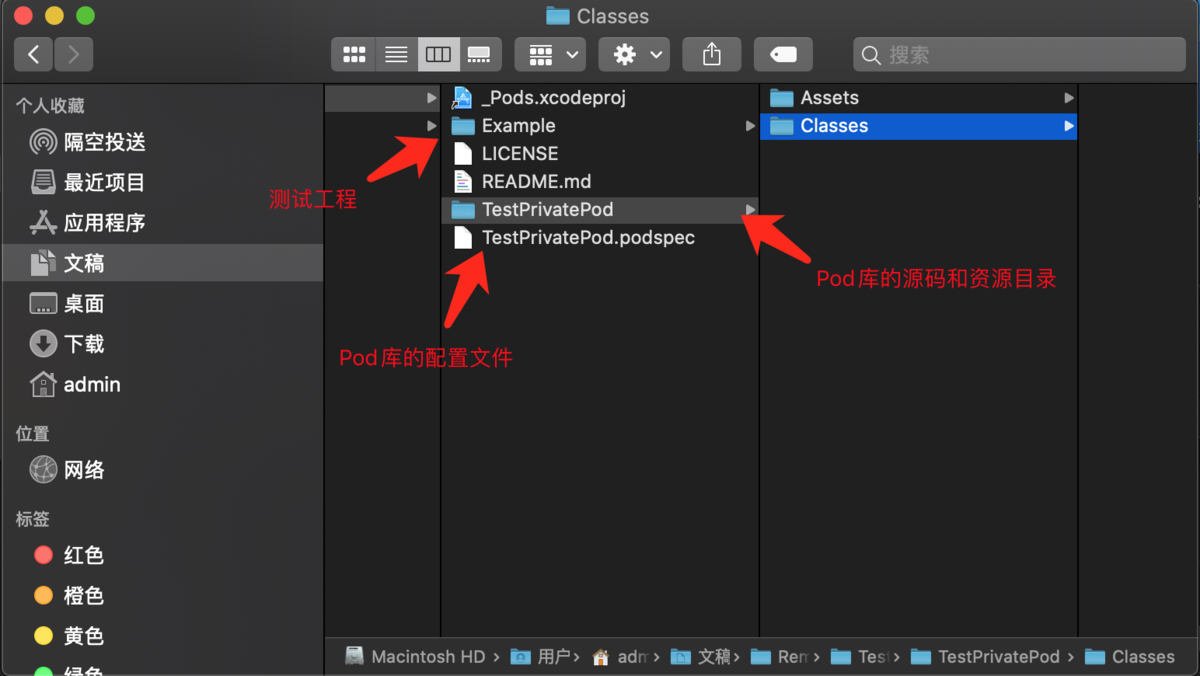 Classes
搜索
个人收藏
隔空投送
最近项目
应用程序
文稿
桌面
下载
admin
位置
网络
标签
红色
橙色
黄色
绿色
_Pods.xcodeproj
Example
LICENSE
README.md
TestPrivatePod
TestPrivatePod.podspec
Assets
Classes
测试工程
Pod库的源码和资源目录
Pod库的配置文件
Macintosh HD › 用户› adm› 文稿› Rem› Test› TestPrivatePod › Classes